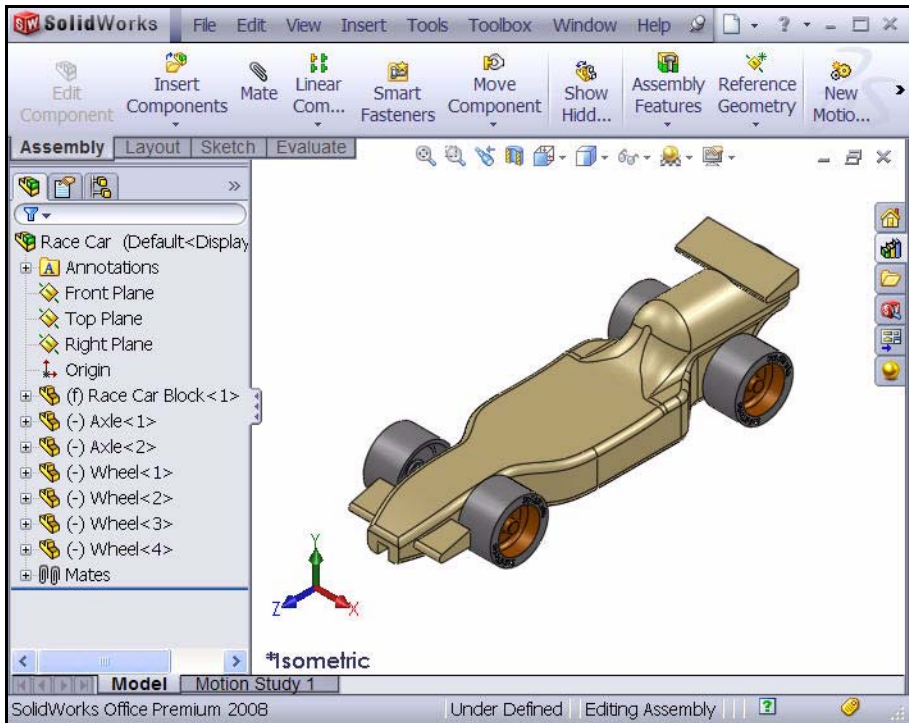 SolidWorks File Edit View Insert Tools Toolbox Window Help ?
Edit Component
Insert Components
Mate
Linear Com...
Smart Fasteners
Move Component
Show Hidd...
Assembly Features
Reference Geometry
New Motio...
Assembly Layout Sketch Evaluate
Race Car (Default<Display
Annotations
Front Plane
Top Plane
Right Plane
Origin
(f) Race Car Block<1>
(-) Axle<1>
(-) Axle<2>
(-) Wheel<1>
(-) Wheel<2>
(-) Wheel<3>
(-) Wheel<4>
Mates
Y
Z X
*Isometric
Model Motion Study 1
SolidWorks Office Premium 2008 Under Defined Editing Assembly ?